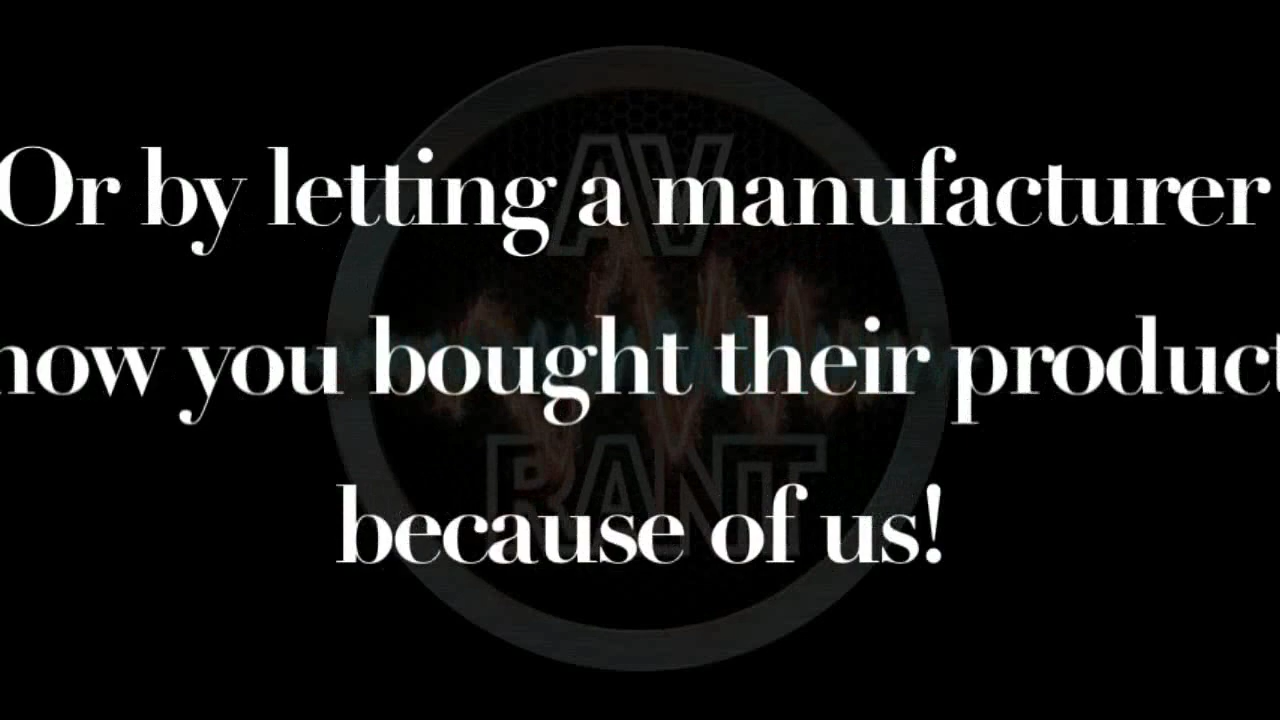 Or by letting a manufacturer
now you bought their product
because of us!
AV
RANT